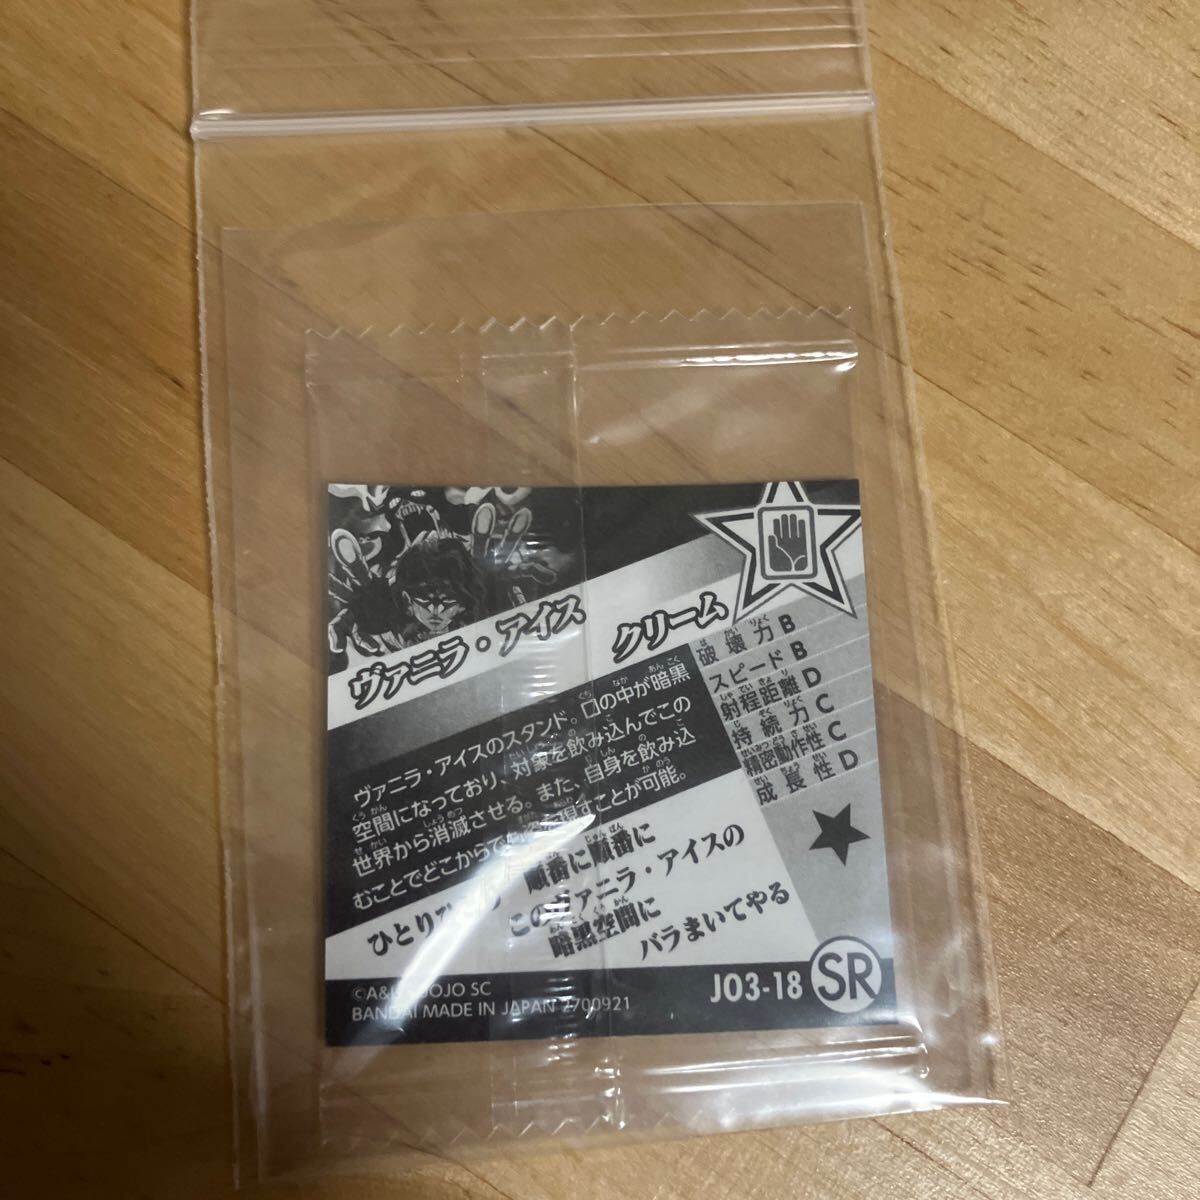 ヴァニラ・アイス
クリーム
破壊力 B
スピード B
射程距離 D
持続力 C
精密動作性 C
成長性 D
ヴァニラ・アイスのスタンド。口の中が暗黒
空間になっており、対象を飲み込んでこの
世界から消滅させる。また、自身を飲み込
むことでどこからで 現すことが可能。
ひとり
順番に順番に
このヴァニラ・アイスの
暗黒空間に
バラまいてやる
JOJO SC
BANDAI MADE IN JAPAN 2700921
JO3-18
SR